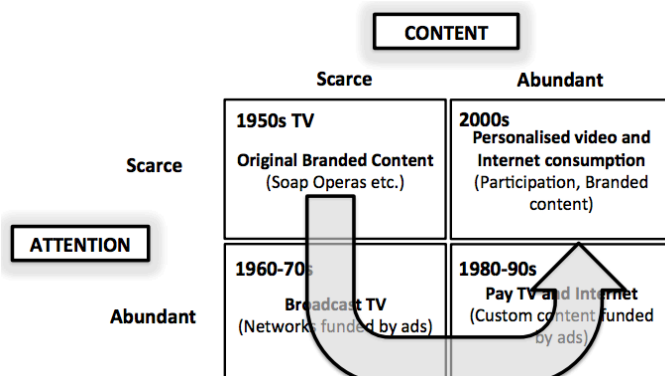 CONTENT
Scarce Abundant
1950s TV
Original Branded Content
(Soap Operas etc.)
2000s
Personalised video and
Internet consumption
(Participation, Branded
content)
Scarce
ATTENTION
Abundant
1960-70s
Broadcast TV
(Networks funded by ads)
1980-90s
Pay TV and Internet
(Custom content funded
by ads)